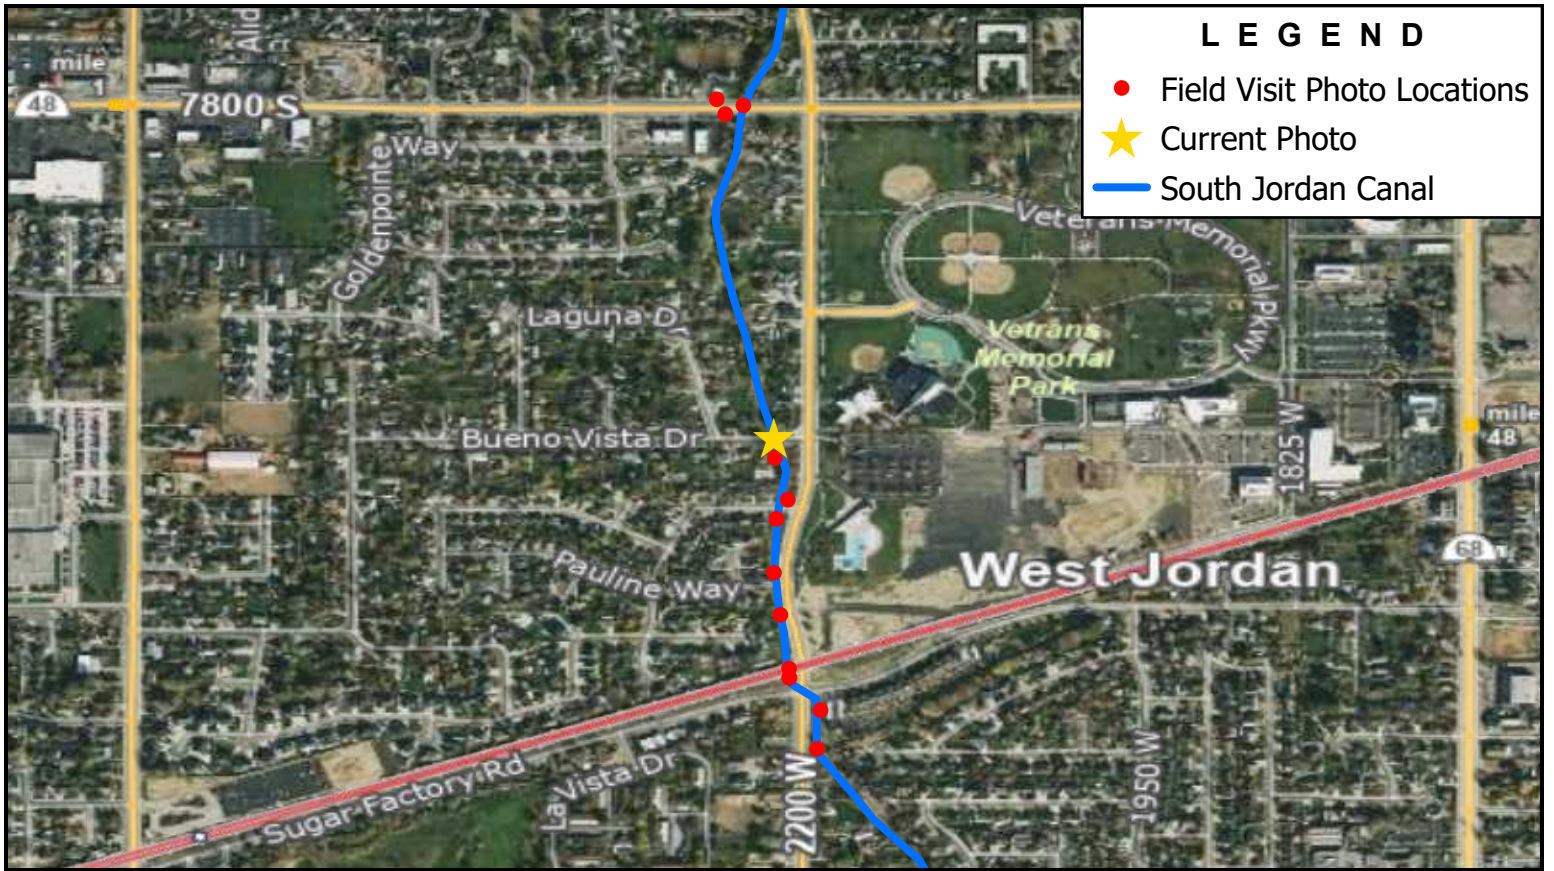 L E G E N D
Field Visit Photo Locations
Current Photo
South Jordan Canal
mile
1
48
7800 S
Way
Goldenpointe
Veterans Memorial Pkwy
Laguna Dr
Vetrans
Memorial
Park
Bueno Vista Dr
mile
48
1825 W
68
Pauline Way
West Jordan
Sugar Factory Rd
La Vista Dr
2200 W
1950 W